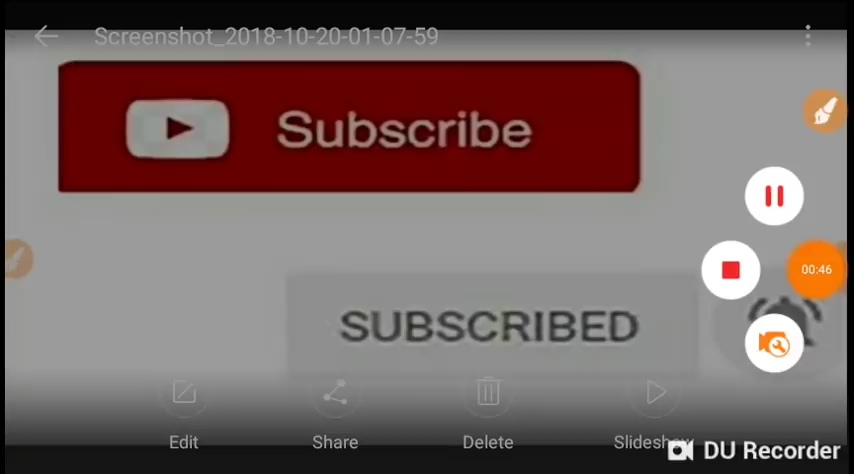 Screenshot_2018-10-20-01-07-59
Subscribe
00:46
SUBSCRIBED
Edit Share Delete Slideshow
DU Recorder